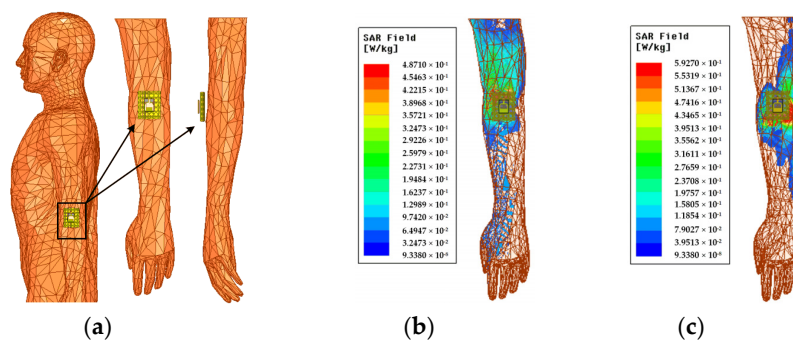 SAR Field
[W/kg]
4.8710 × 10⁻¹
4.5463 × 10⁻¹
4.2215 × 10⁻¹
3.8968 × 10⁻¹
3.5721 × 10⁻¹
3.2473 × 10⁻¹
2.9226 × 10⁻¹
2.5979 × 10⁻¹
2.2731 × 10⁻¹
1.9484 × 10⁻¹
1.6237 × 10⁻¹
1.2989 × 10⁻¹
9.7420 × 10⁻²
6.4947 × 10⁻²
3.2473 × 10⁻²
9.3380 × 10⁻⁸
SAR Field
[W/kg]
5.9270 × 10⁻¹
5.5319 × 10⁻¹
5.1367 × 10⁻¹
4.7416 × 10⁻¹
4.3465 × 10⁻¹
3.9513 × 10⁻¹
3.5562 × 10⁻¹
3.1611 × 10⁻¹
2.7659 × 10⁻¹
2.3708 × 10⁻¹
1.9757 × 10⁻¹
1.5805 × 10⁻¹
1.1854 × 10⁻¹
7.9027 × 10⁻²
3.9513 × 10⁻²
9.3380 × 10⁻⁸
(a) (b) (c)